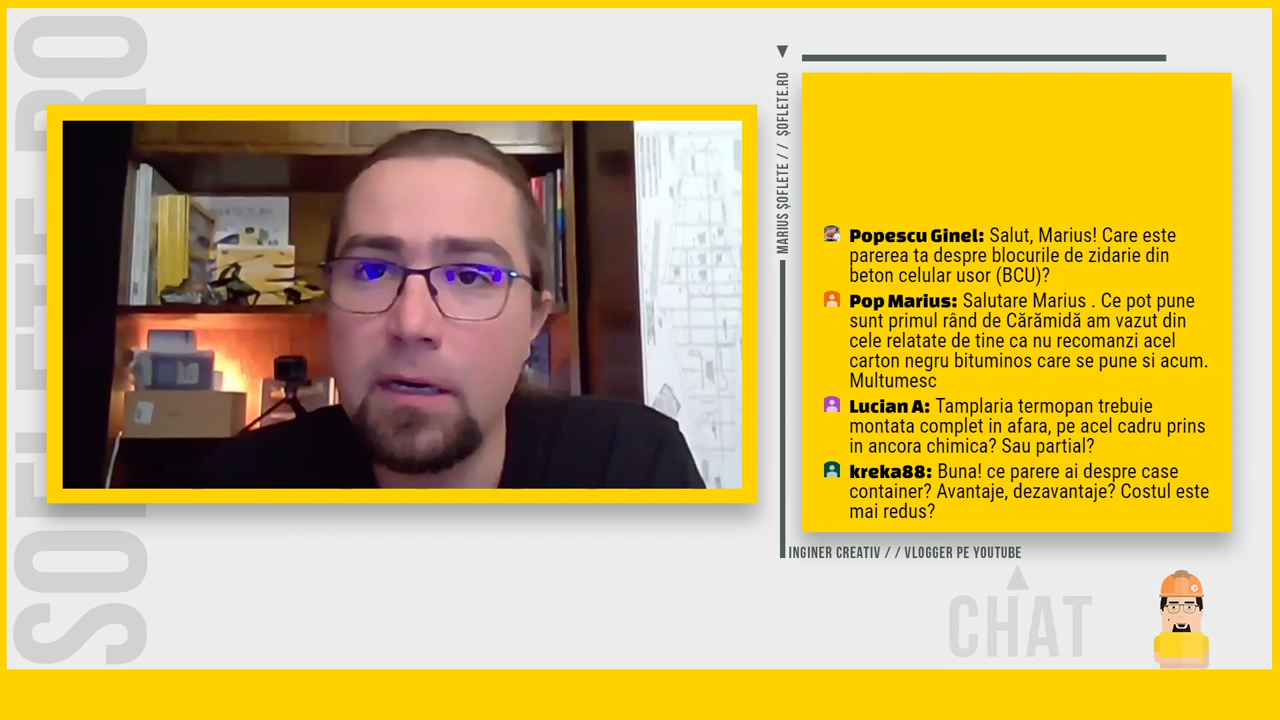 SOFLETE.RO
MARIUS ȘOFLETE // ȘOFLETE.RO
Popescu Ginel: Salut, Marius! Care este
parerea ta despre blocurile de zidarie din
beton celular usor (BCU)?
Pop Marius: Salutare Marius . Ce pot pune
sunt primul rând de Cărămidă am vazut din
cele relatate de tine ca nu recomanzi acel
carton negru bituminos care se pune si acum.
Multumesc
Lucian A: Tamplaria termopan trebuie
montata complet in afara, pe acel cadru prins
in ancora chimica? Sau partial?
kreka88: Buna! ce parere ai despre case
container? Avantaje, dezavantaje? Costul este
mai redus?
INGINER CREATIV // VLOGGER PE YOUTUBE
CHAT